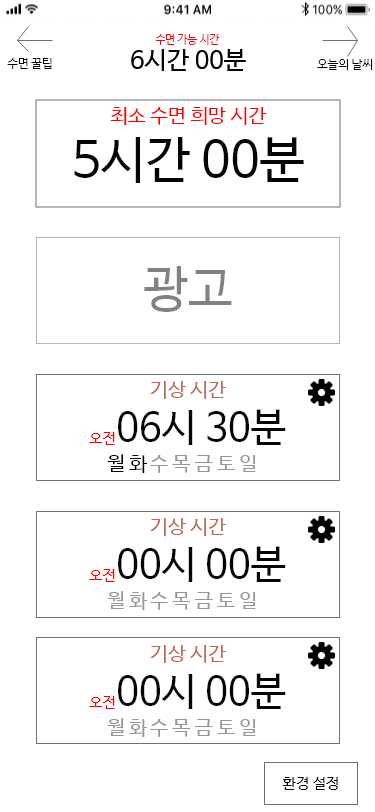 9:41 AM 100%
수면 꿀팁
수면 가능 시간
6시간 00분
오늘의 날씨
최소 수면 희망 시간
5시간 00분
광고
기상 시간
오전 06시 30분
월 화 수 목 금 토 일
기상 시간
오전 00시 00분
월 화 수 목 금 토 일
기상 시간
오전 00시 00분
월 화 수 목 금 토 일
환경 설정